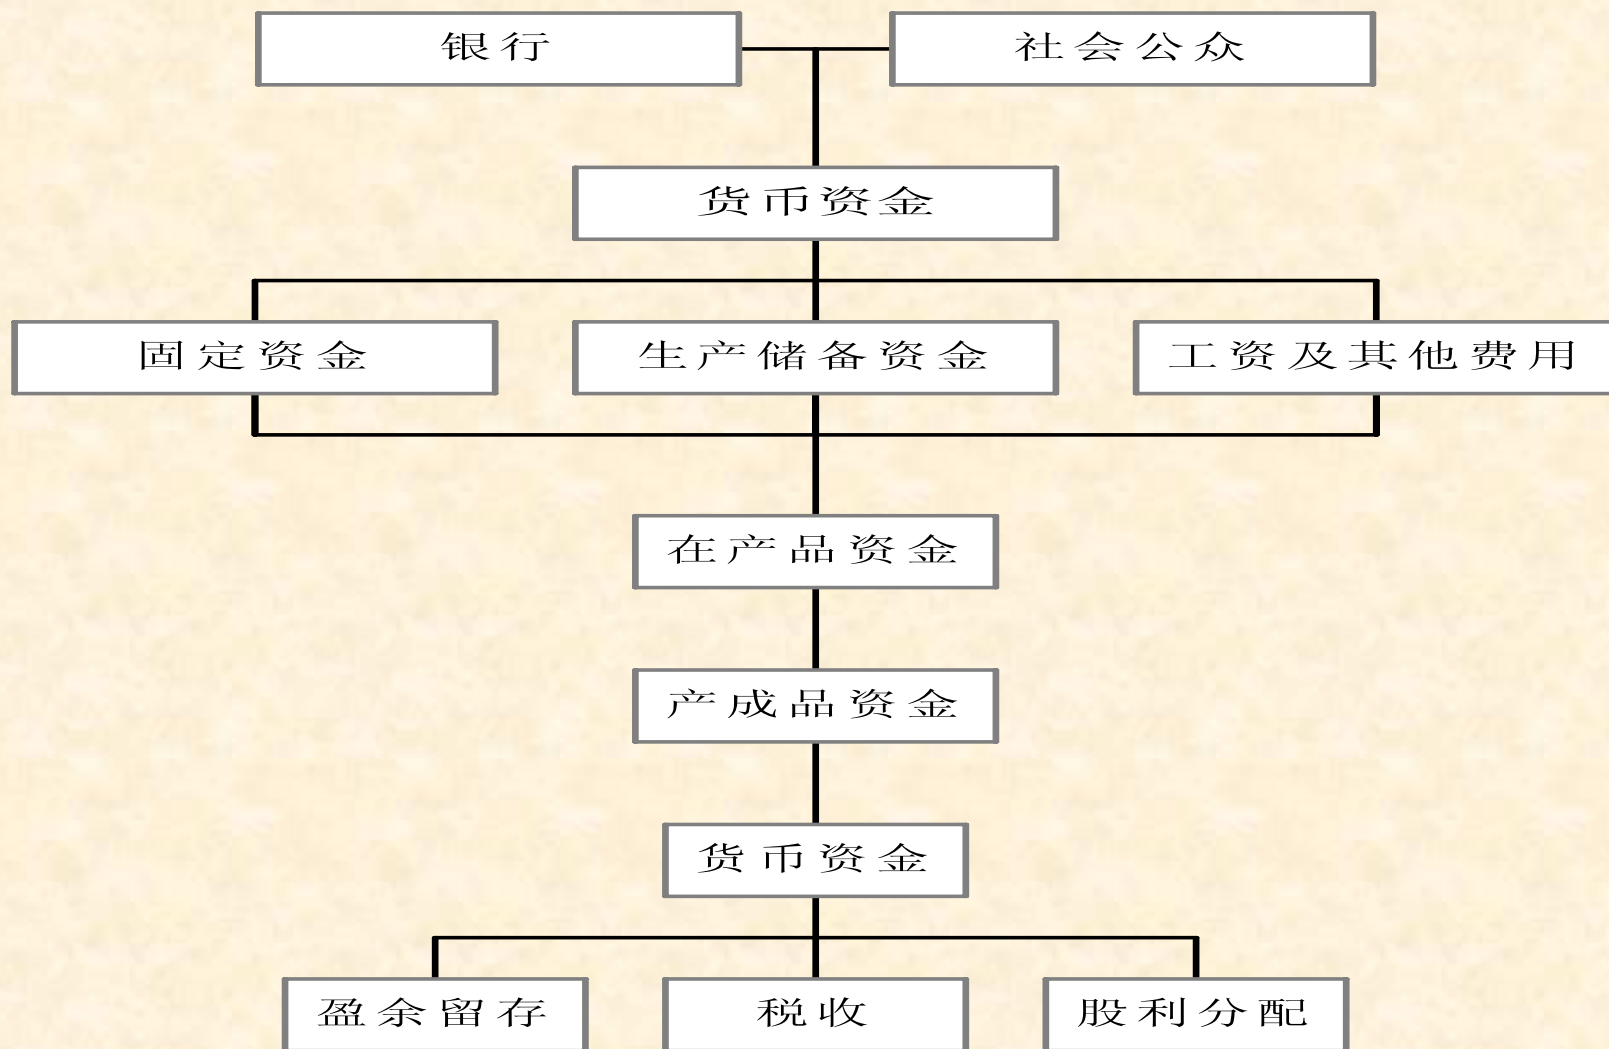 银行
社会公众
货币资金
固定资金
生产储备资金
工资及其他费用
在产品资金
产成品资金
货币资金
盈余留存
税收
股利分配